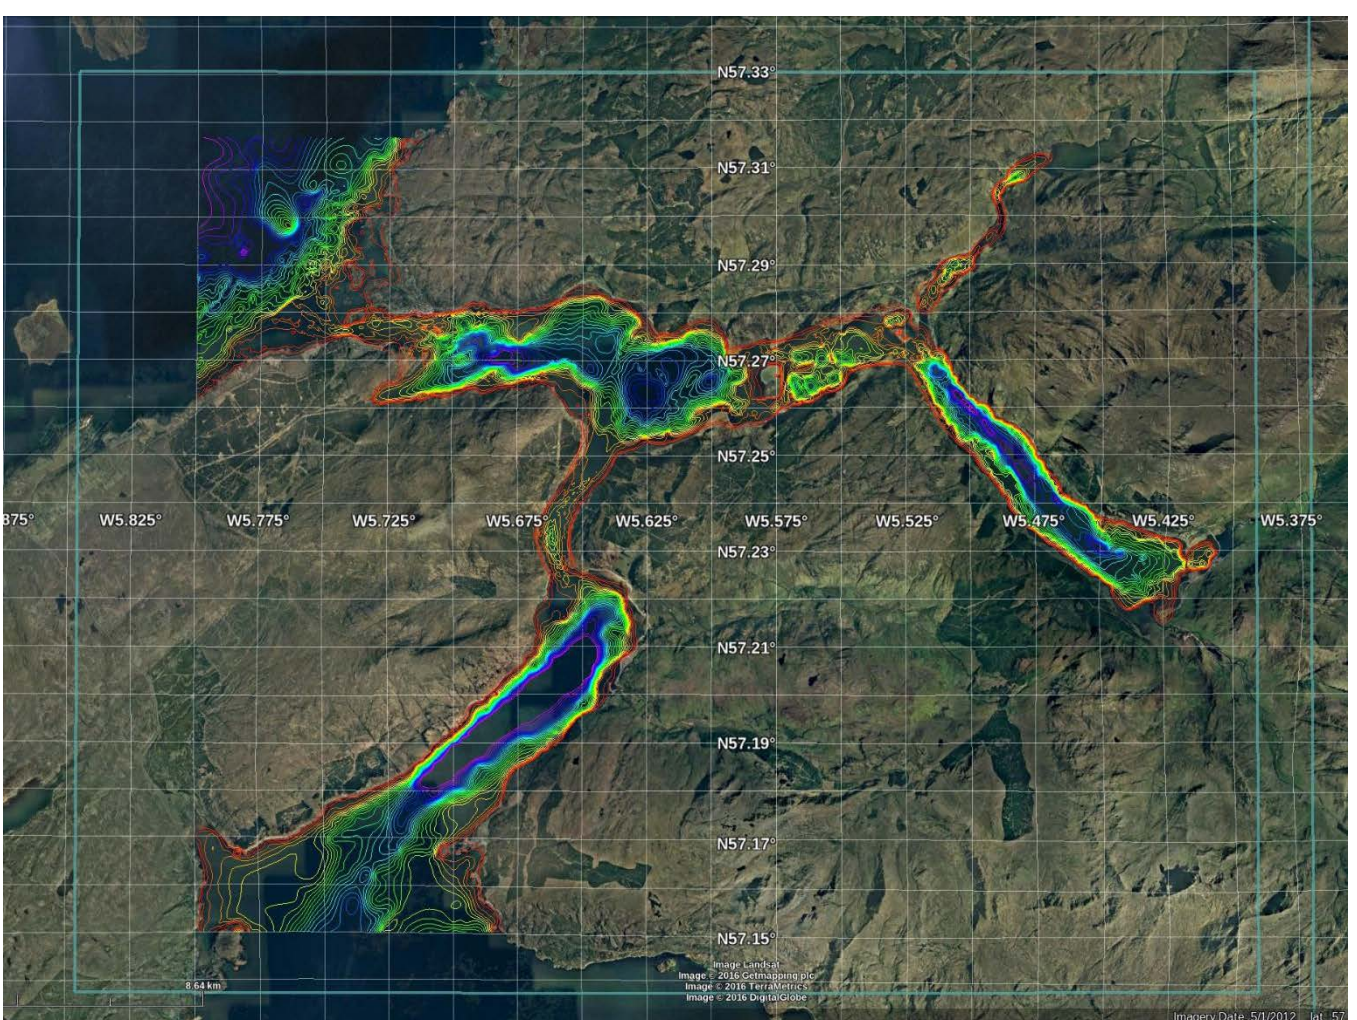 N57.33°
N57.31°
N57.29°
N57.27°
N57.25°
875° W5.825° W5.775° W5.725° W5.675° W5.625° W5.575° W5.525° W5.475° W5.425° W5.375°
N57.23°
N57.21°
N57.19°
N57.17°
N57.15°
Image Landsat
Image © 2016 Getmapping plc
8.64 km
Image © 2016 TerraMetrics
Image © 2016 DigitalGlobe
Imagery Date: 5/1/2012 lat 57